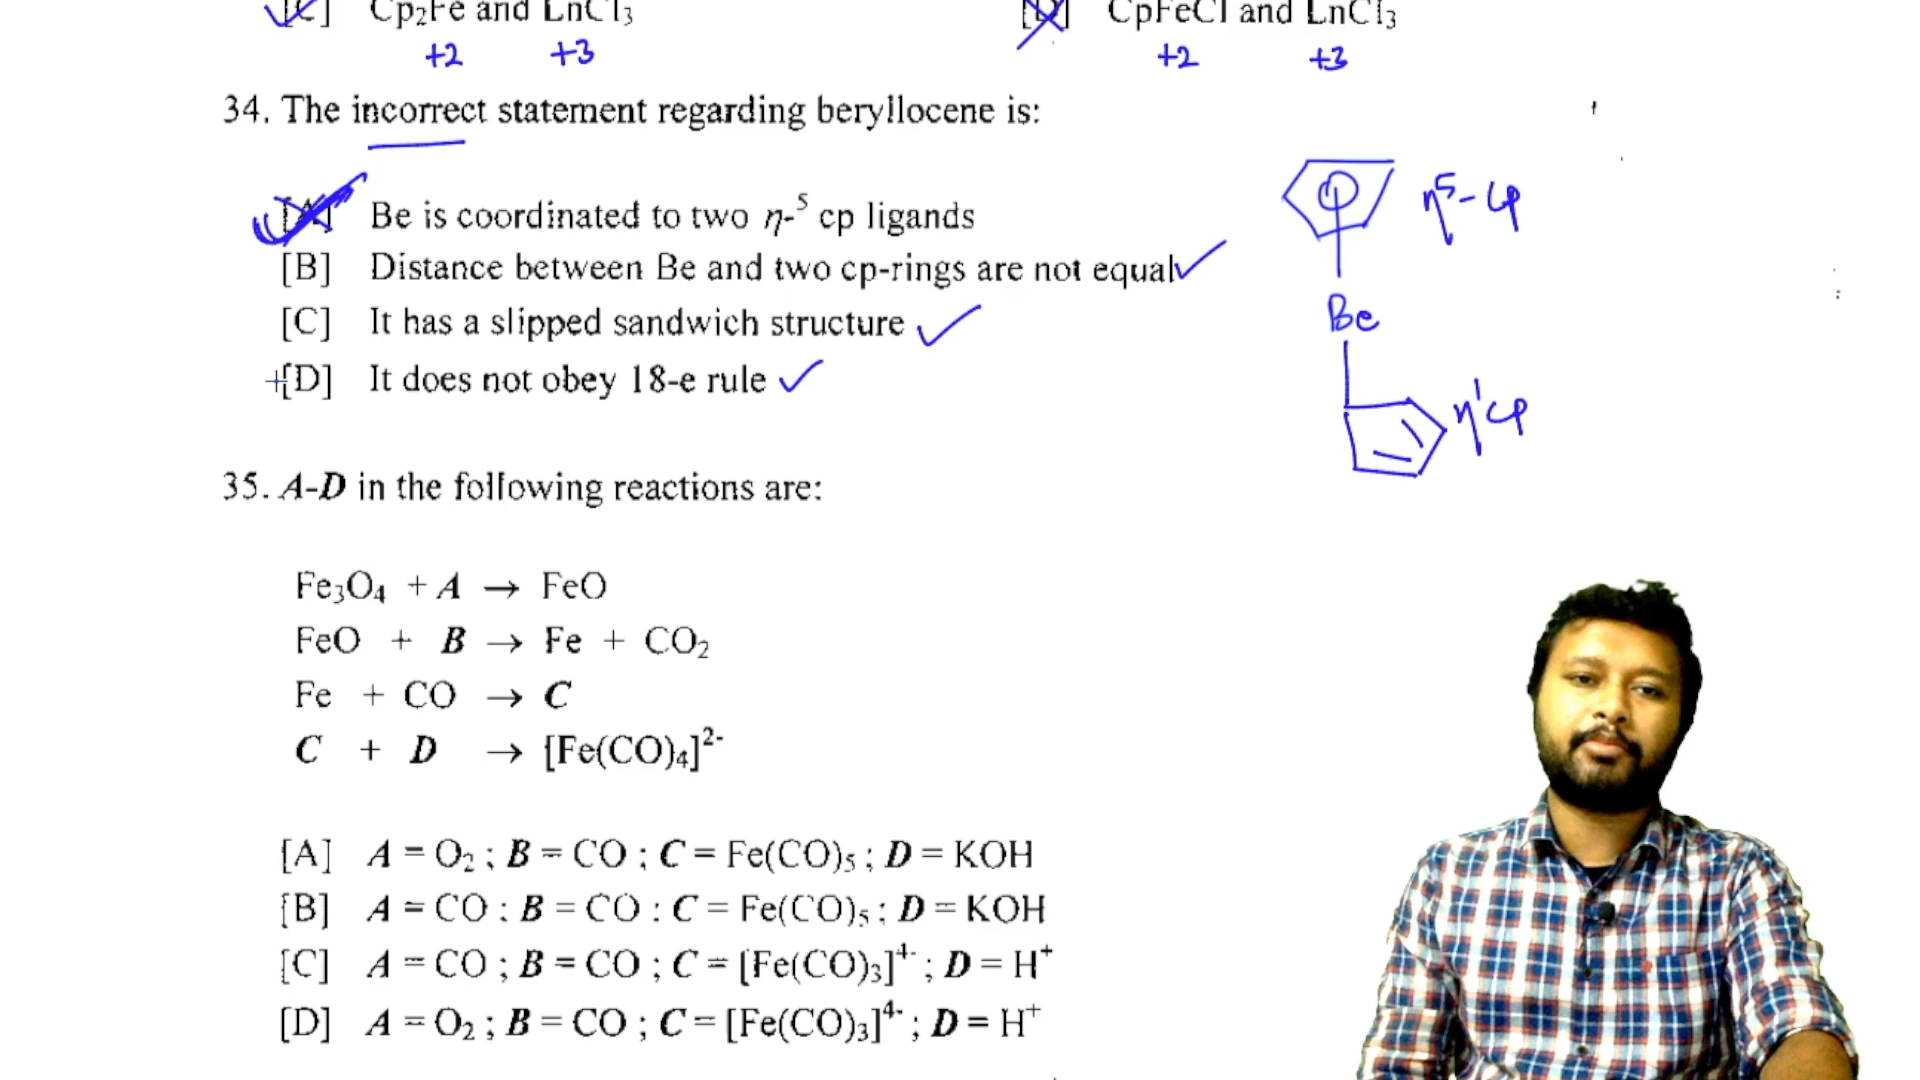 [C] Cp₂Fe and LnCl₃ [D] CpFeCl and LnCl₃
+2 +3 +2 +3
34. The incorrect statement regarding beryllocene is:
[A] Be is coordinated to two η-⁵ cp ligands
[B] Distance between Be and two cp-rings are not equal
[C] It has a slipped sandwich structure
[D] It does not obey 18-e rule
η⁵-cp
Be
η¹cp
35. A-D in the following reactions are:
Fe₃O₄ + A → FeO
FeO + B → Fe + CO₂
Fe + CO → C
C + D → [Fe(CO)₄]²⁻
[A] A = O₂ ; B = CO ; C = Fe(CO)₅ ; D = KOH
[B] A = CO : B = CO : C = Fe(CO)₅ : D = KOH
[C] A = CO ; B = CO ; C = [Fe(CO)₃]⁴⁻ ; D = H⁺
[D] A = O₂ ; B = CO ; C = [Fe(CO)₃]⁴⁻ ; D = H⁺